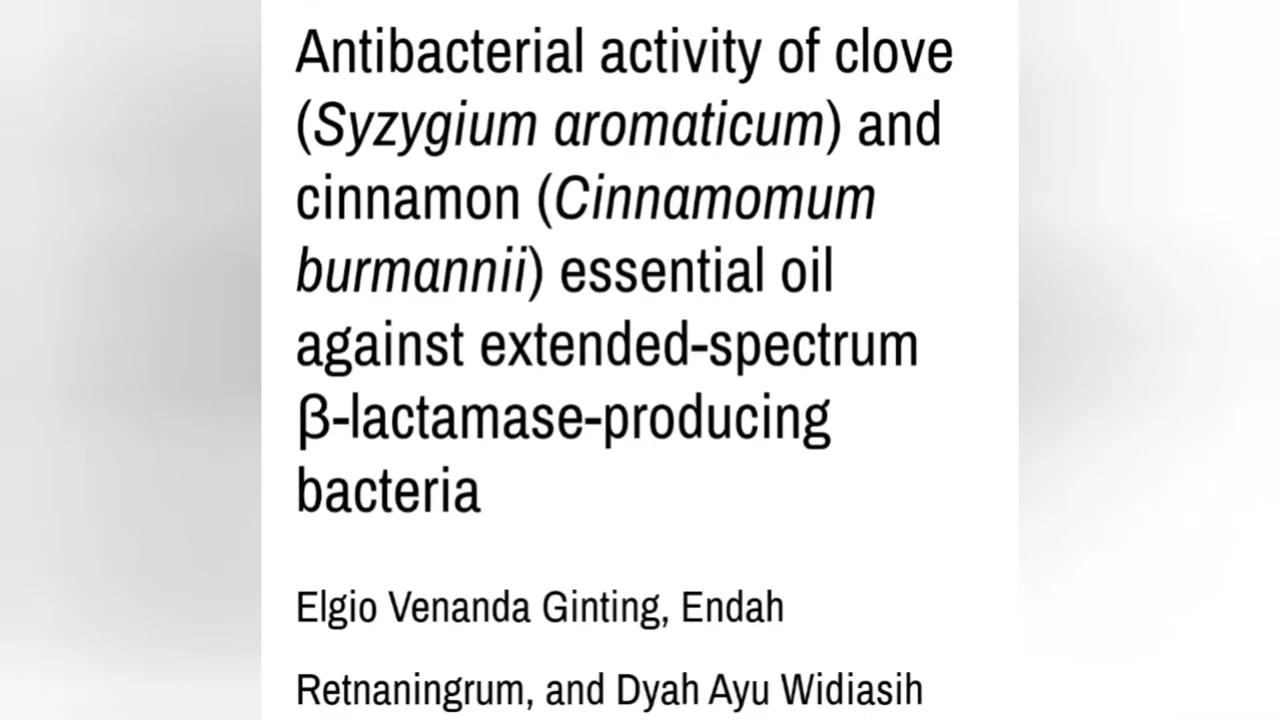 Antibacterial activity of clove
(Syzygium aromaticum) and
cinnamon (Cinnamomum
burmannii) essential oil
against extended-spectrum
β-lactamase-producing
bacteria
Elgio Venanda Ginting, Endah
Retnaningrum, and Dyah Ayu Widiasih